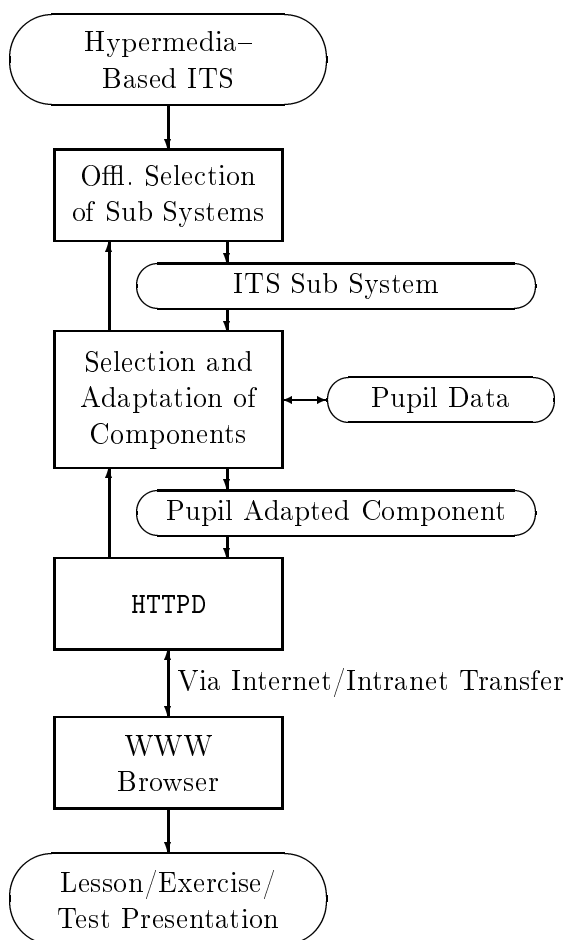 Hypermedia–
Based ITS
Offl. Selection
of Sub Systems
ITS Sub System
Selection and
Adaptation of
Components
Pupil Data
Pupil Adapted Component
HTTPD
Via Internet/Intranet Transfer
WWW
Browser
Lesson/Exercise/
Test Presentation